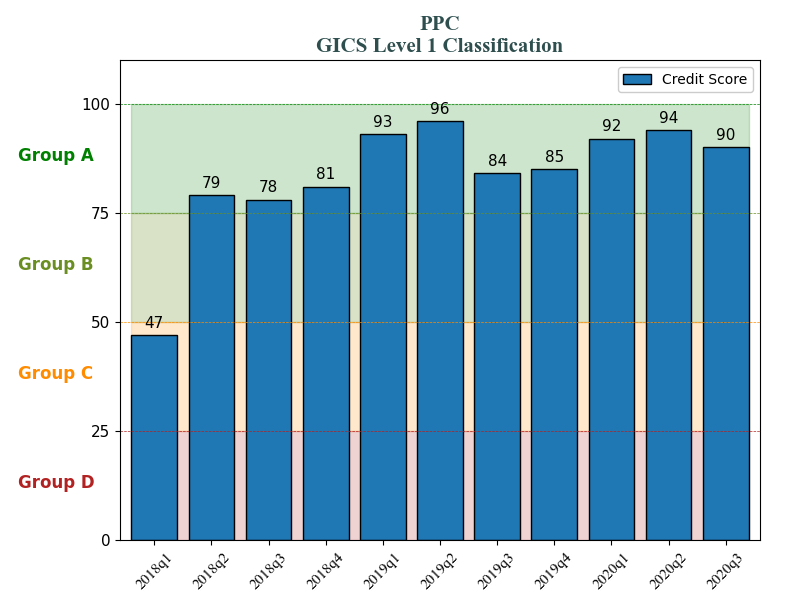 PPC
GICS Level 1 Classification
Credit Score
100
75
50
25
0
Group A
Group B
Group C
Group D
47
79
78
81
93
96
84
85
92
94
90
2018q1
2018q2
2018q3
2018q4
2019q1
2019q2
2019q3
2019q4
2020q1
2020q2
2020q3